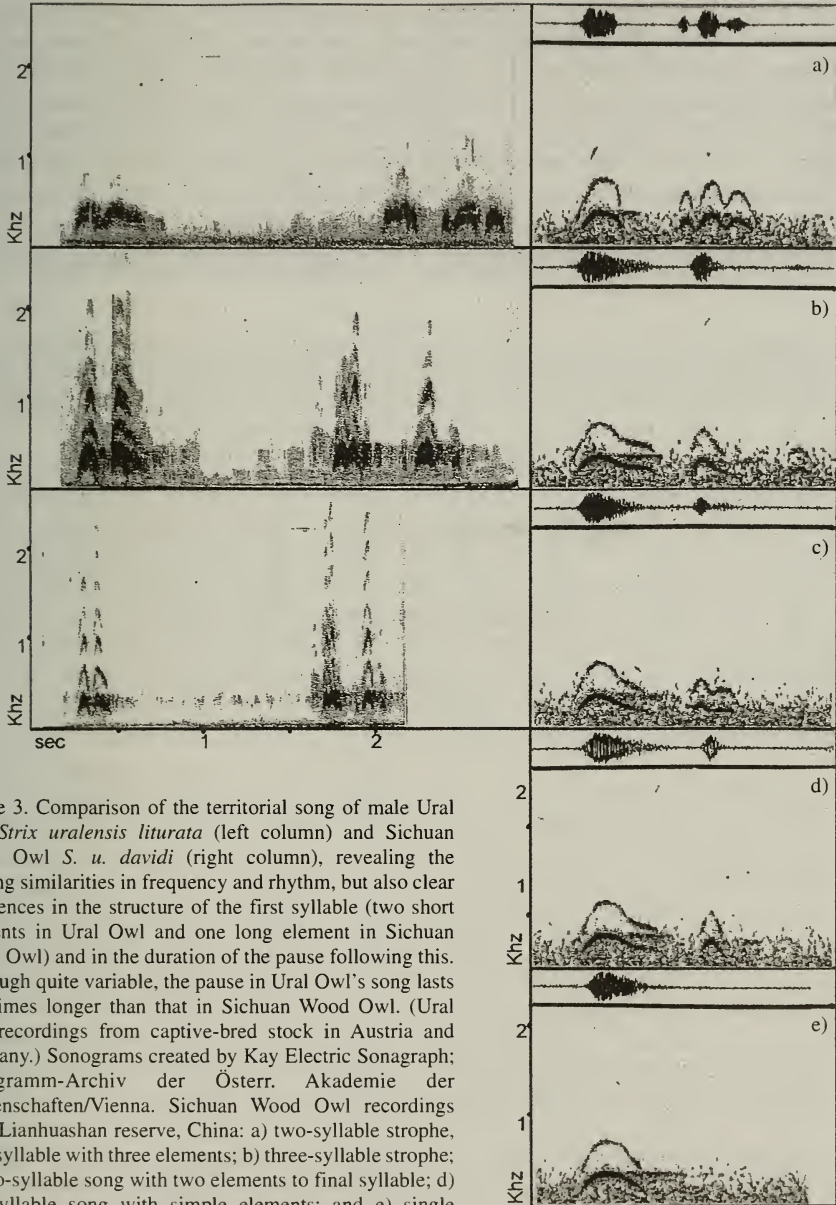 a)
2
1
Khz
b)
2
1
Khz
c)
2
1
Khz
sec 1 2
d)
2
1
Khz
e)
2
1
Khz
e 3. Comparison of the territorial song of male Ural
Strix uralensis liturata (left column) and Sichuan
Owl S. u. davidi (right column), revealing the
ng similarities in frequency and rhythm, but also clear
ences in the structure of the first syllable (two short
ents in Ural Owl and one long element in Sichuan
Owl) and in the duration of the pause following this.
ugh quite variable, the pause in Ural Owl's song lasts
imes longer than that in Sichuan Wood Owl. (Ural
recordings from captive-bred stock in Austria and
any.) Sonograms created by Kay Electric Sonagraph;
gramm-Archiv der Österr. Akademie der
enschaften/Vienna. Sichuan Wood Owl recordings
Lianhuashan reserve, China: a) two-syllable strophe,
syllable with three elements; b) three-syllable strophe;
o-syllable song with two elements to final syllable; d)
yllable song with simple elements; and e) single